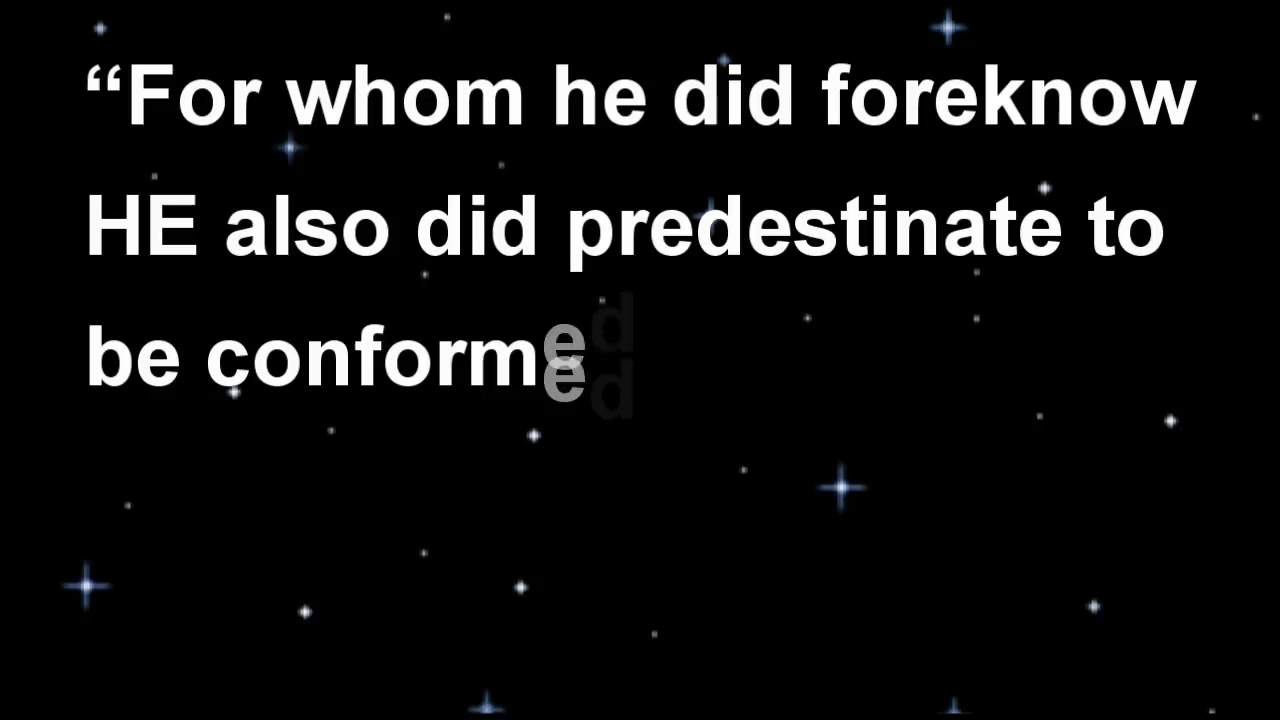 “For whom he did foreknow
HE also did predestinate to
be conformed